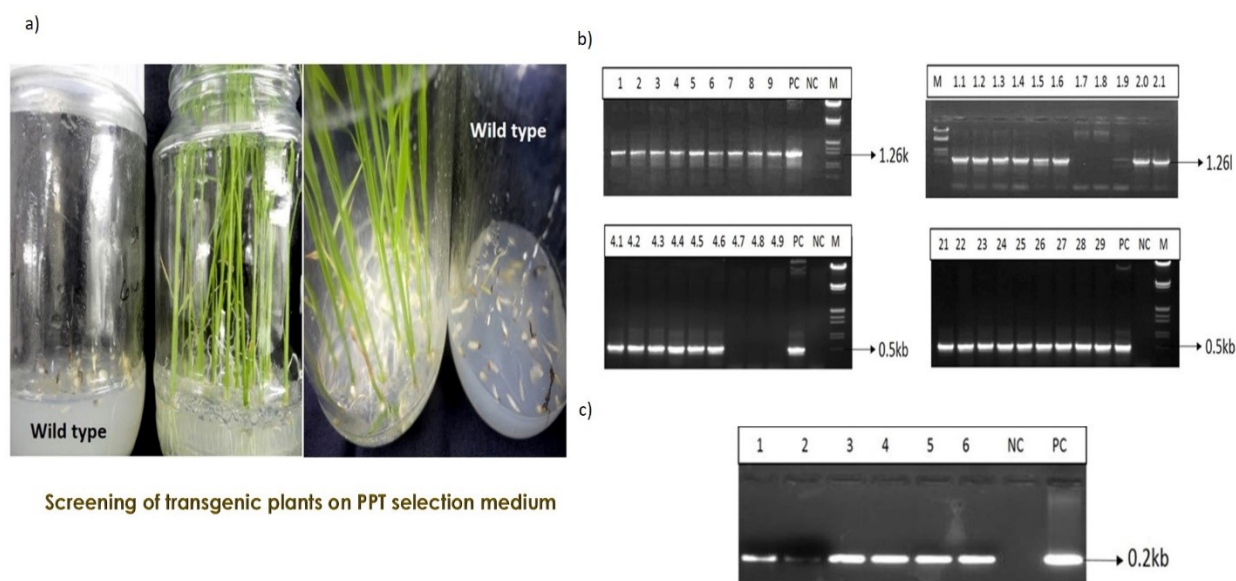 a)
Wild type
Wild type
Screening of transgenic plants on PPT selection medium
b)
1 2 3 4 5 6 7 8 9 PC NC M
1.26k
M 1.1 1.2 1.3 1.4 1.5 1.6 1.7 1.8 1.9 2.0 2.1
1.26l
4.1 4.2 4.3 4.4 4.5 4.6 4.7 4.8 4.9 PC NC M
0.5kb
21 22 23 24 25 26 27 28 29 PC NC M
0.5kb
c)
1 2 3 4 5 6 NC PC
0.2kb